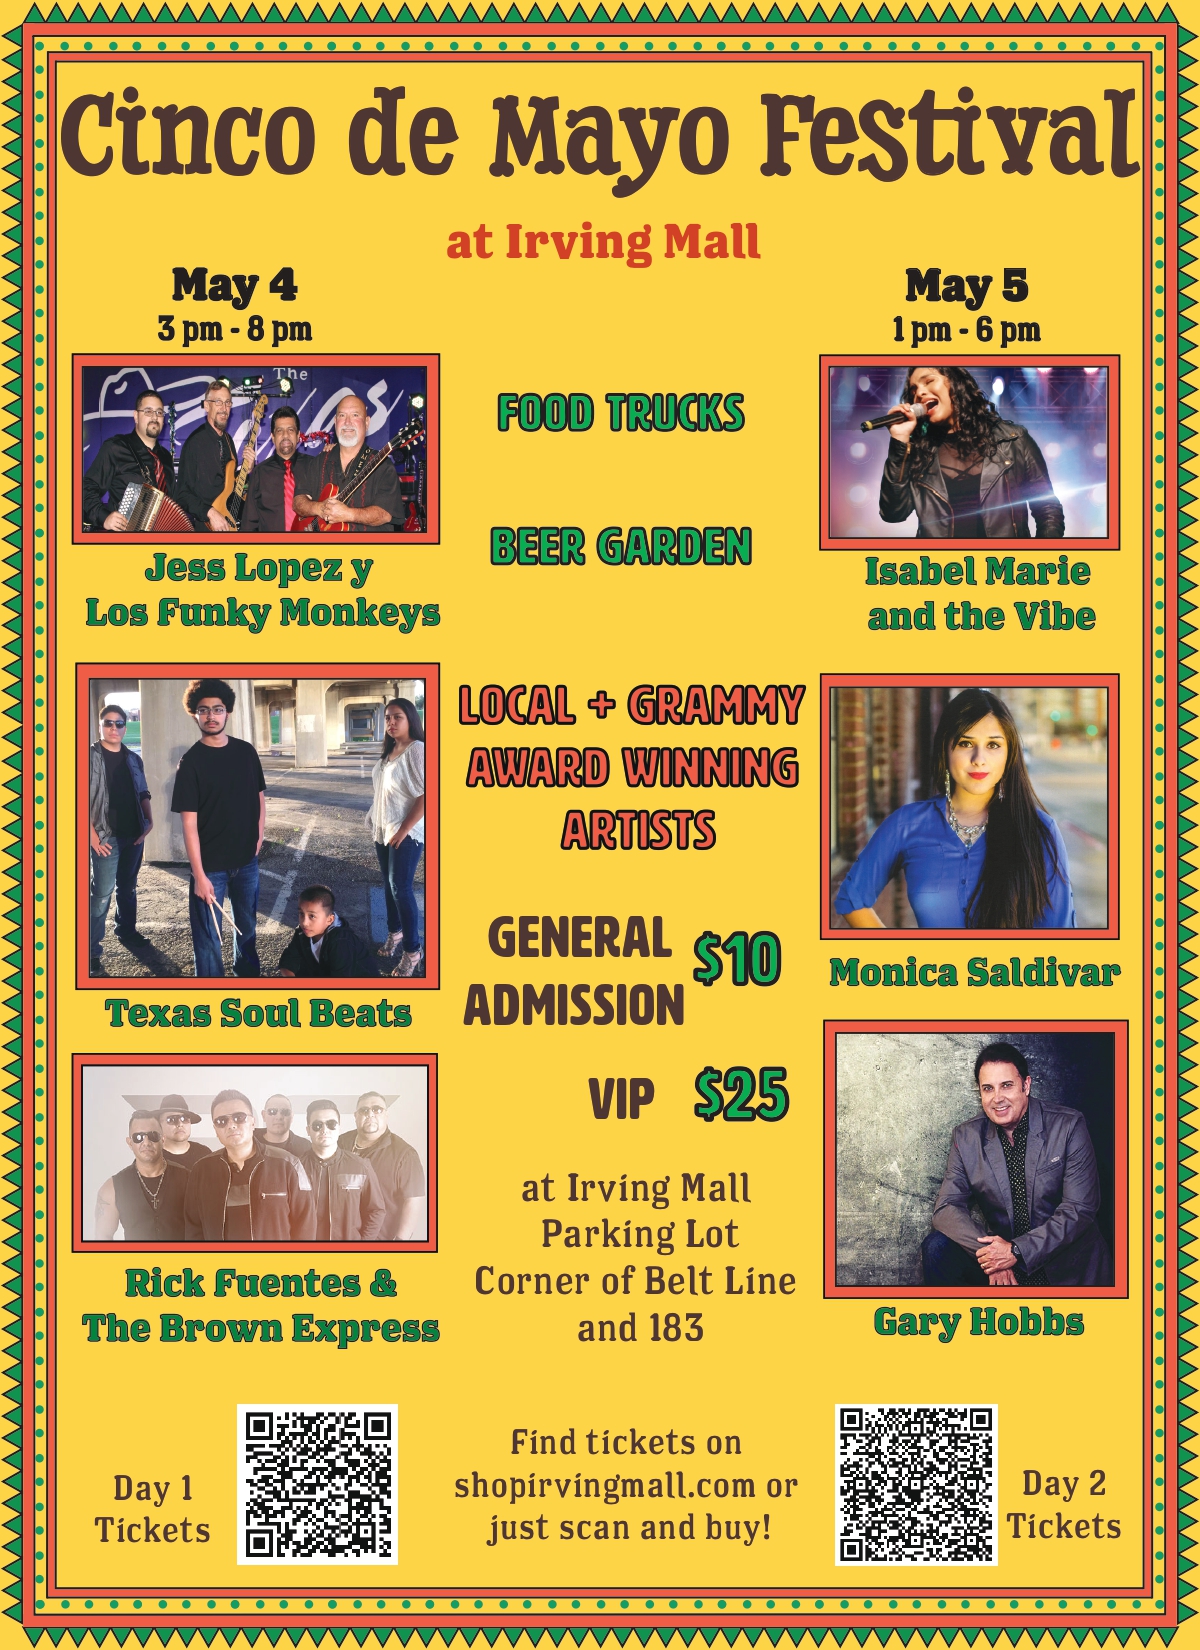 Cinco de Mayo Festival
at Irving Mall
May 4
3 pm - 8 pm
The
Jess Lopez y
Los Funky Monkeys
Texas Soul Beats
Rick Fuentes &
The Brown Express
FOOD TRUCKS
BEER GARDEN
LOCAL + GRAMMY
AWARD WINNING
ARTISTS
GENERAL
ADMISSION $10
VIP $25
at Irving Mall
Parking Lot
Corner of Belt Line
and 183
May 5
1 pm - 6 pm
Isabel Marie
and the Vibe
Monica Saldivar
Gary Hobbs
Day 1
Tickets
Find tickets on
shopirvingmall.com or
just scan and buy!
Day 2
Tickets